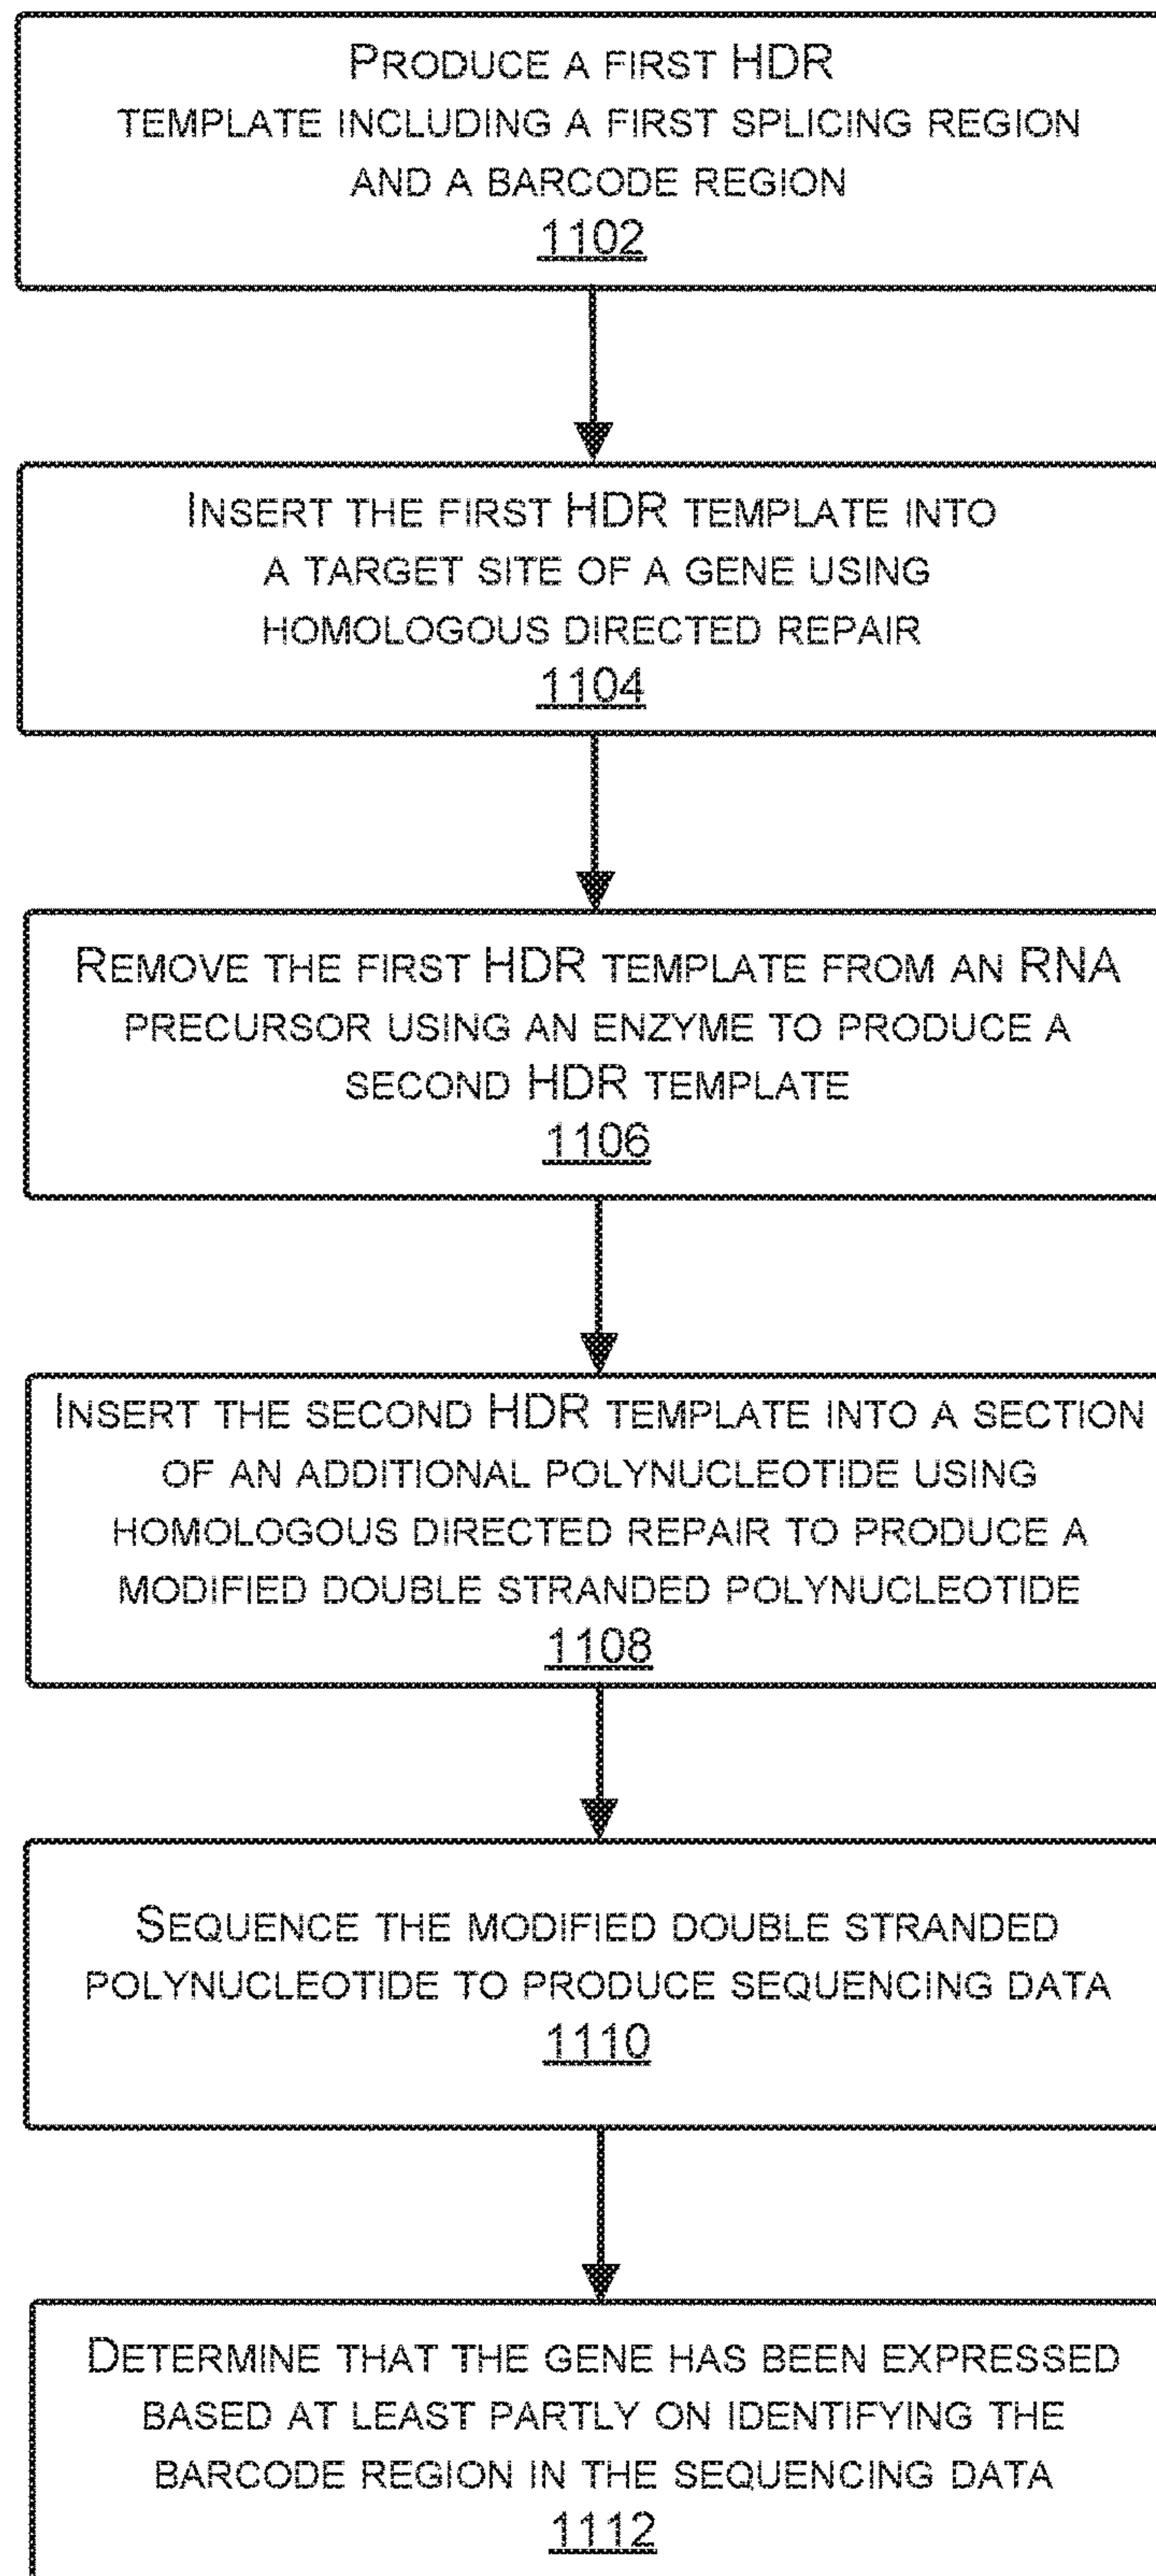 PRODUCE A FIRST HDR
TEMPLATE INCLUDING A FIRST SPLICING REGION
AND A BARCODE REGION
1102
INSERT THE FIRST HDR TEMPLATE INTO
A TARGET SITE OF A GENE USING
HOMOLOGOUS DIRECTED REPAIR
1104
REMOVE THE FIRST HDR TEMPLATE FROM AN RNA
PRECURSOR USING AN ENZYME TO PRODUCE A
SECOND HDR TEMPLATE
1106
INSERT THE SECOND HDR TEMPLATE INTO A SECTION
OF AN ADDITIONAL POLYNUCLEOTIDE USING
HOMOLOGOUS DIRECTED REPAIR TO PRODUCE A
MODIFIED DOUBLE STRANDED POLYNUCLEOTIDE
1108
SEQUENCE THE MODIFIED DOUBLE STRANDED
POLYNUCLEOTIDE TO PRODUCE SEQUENCING DATA
1110
DETERMINE THAT THE GENE HAS BEEN EXPRESSED
BASED AT LEAST PARTLY ON IDENTIFYING THE
BARCODE REGION IN THE SEQUENCING DATA
1112